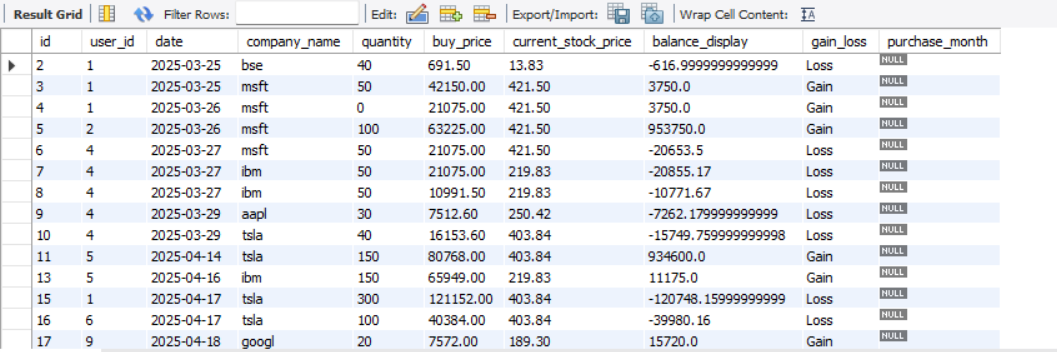 Result Grid Filter Rows: Edit: Export/Import: Wrap Cell Content: IA
id user_id date company_name quantity buy_price current_stock_price balance_display gain_loss purchase_month
2 1 2025-03-25 bse 40 691.50 13.83 -616.9999999999999 Loss NULL
3 1 2025-03-25 msft 50 42150.00 421.50 3750.0 Gain NULL
4 1 2025-03-26 msft 0 21075.00 421.50 3750.0 Gain NULL
5 2 2025-03-26 msft 100 63225.00 421.50 953750.0 Gain NULL
6 4 2025-03-27 msft 50 21075.00 421.50 -20653.5 Loss NULL
7 4 2025-03-27 ibm 50 21075.00 219.83 -20855.17 Loss NULL
8 4 2025-03-27 ibm 50 10991.50 219.83 -10771.67 Loss NULL
9 4 2025-03-29 aapl 30 7512.60 250.42 -7262.179999999999 Loss NULL
10 4 2025-03-29 tsla 40 16153.60 403.84 -15749.759999999998 Loss NULL
11 5 2025-04-14 tsla 150 80768.00 403.84 934600.0 Gain NULL
13 5 2025-04-16 ibm 150 65949.00 219.83 11175.0 Gain NULL
15 1 2025-04-17 tsla 300 121152.00 403.84 -120748.15999999999 Loss NULL
16 6 2025-04-17 tsla 100 40384.00 403.84 -39980.16 Loss NULL
17 9 2025-04-18 googl 20 7572.00 189.30 15720.0 Gain NULL